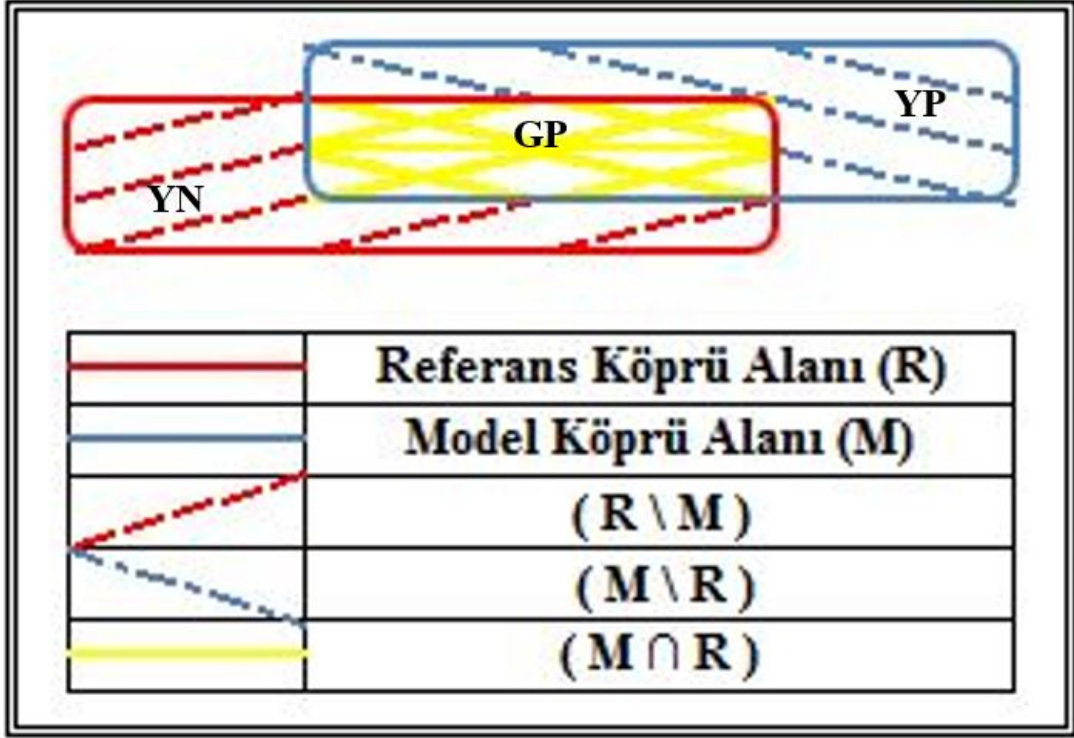 YP
GP
YN
Referans Köprü Alanı (R)
Model Köprü Alanı (M)
( R \ M )
( M \ R )
( M ∩ R )